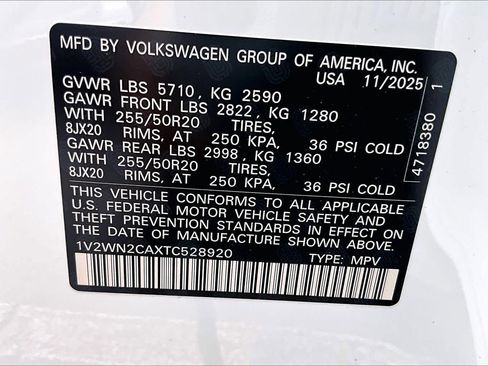 MFD BY VOLKSWAGEN GROUP OF AMERICA, INC.
USA 11/2025
GVWR LBS 5710, KG 2590
GAWR FRONT LBS 2822, KG 1280
WITH 255/50R20 TIRES,
8JX20 RIMS, AT 250 KPA, 36 PSI COLD
GAWR REAR LBS 2998, KG 1360
WITH 255/50R20 TIRES,
8JX20 RIMS, AT 250 KPA, 36 PSI COLD
THIS VEHICLE CONFORMS TO ALL APPLICABLE
U.S. FEDERAL MOTOR VEHICLE SAFETY AND
THEFT PREVENTION STANDARDS IN EFFECT ON
THE DATE OF MANUFACTURE SHOWN ABOVE.
1V2WN2CAXTC528920 TYPE: MPV
4718380 1